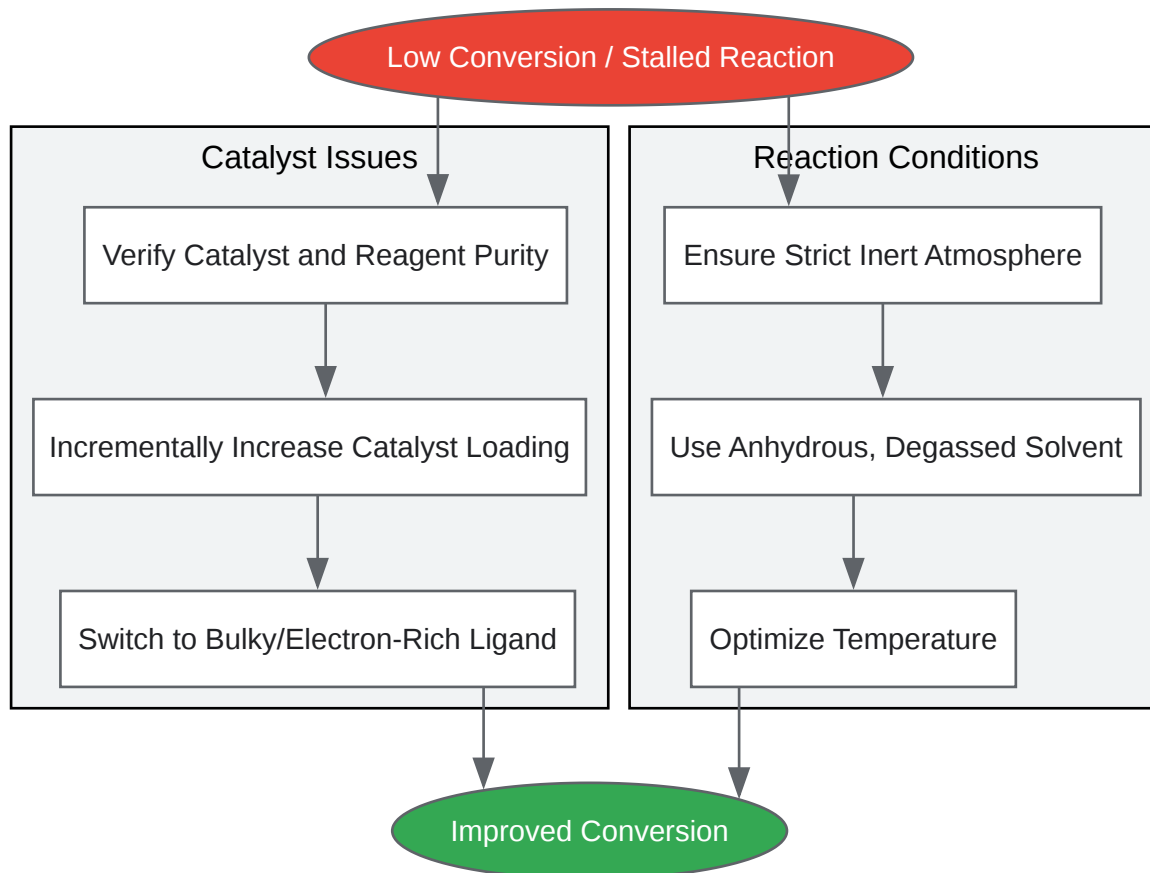 Low Conversion / Stalled Reaction
Catalyst Issues
Verify Catalyst and Reagent Purity
Incrementally Increase Catalyst Loading
Switch to Bulky/Electron-Rich Ligand
Reaction Conditions
Ensure Strict Inert Atmosphere
Use Anhydrous, Degassed Solvent
Optimize Temperature
Improved Conversion